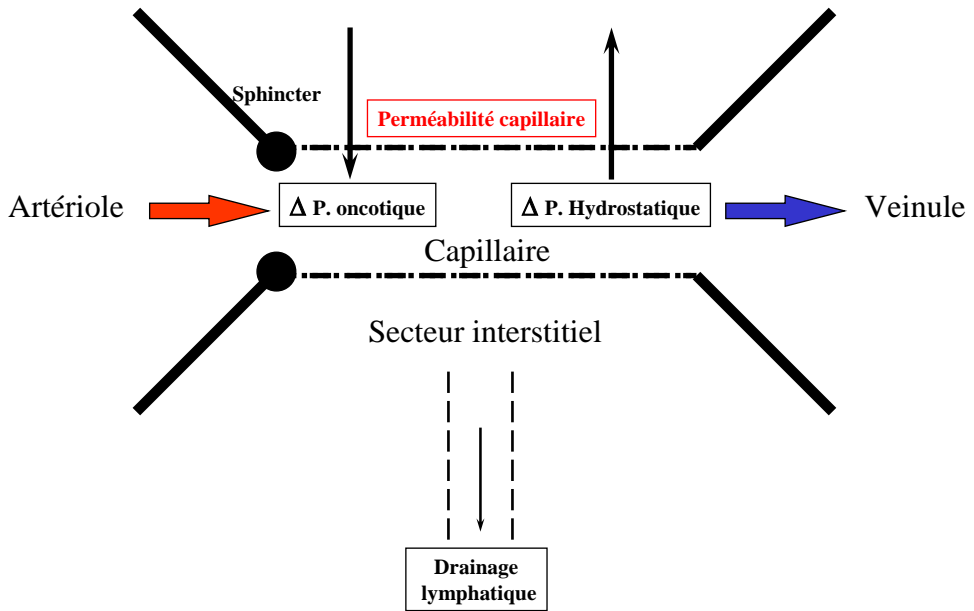 Sphincter
Perméabilité capillaire
Artériole
Δ P. oncotique
Δ P. Hydrostatique
Veinule
Capillaire
Secteur interstitiel
Drainage
lymphatique